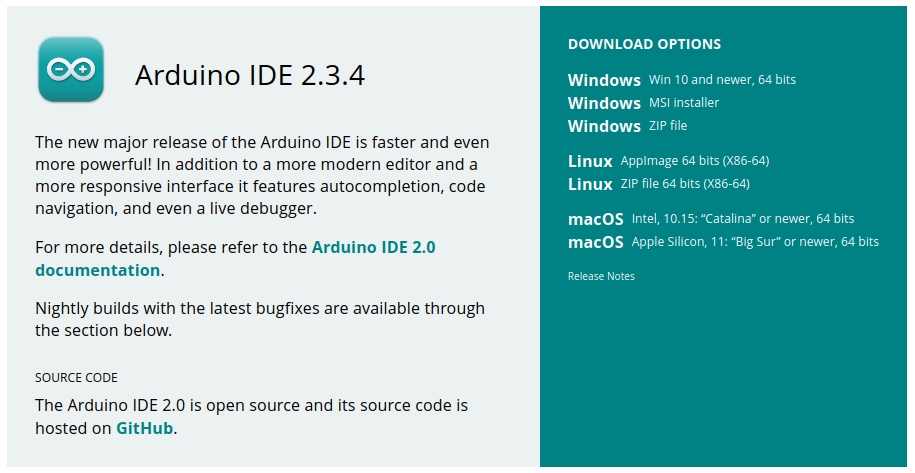 Arduino IDE 2.3.4
The new major release of the Arduino IDE is faster and even
more powerful! In addition to a more modern editor and a
more responsive interface it features autocompletion, code
navigation, and even a live debugger.
For more details, please refer to the Arduino IDE 2.0
documentation.
Nightly builds with the latest bugfixes are available through
the section below.
SOURCE CODE
The Arduino IDE 2.0 is open source and its source code is
hosted on GitHub.
DOWNLOAD OPTIONS
Windows Win 10 and newer, 64 bits
Windows MSI installer
Windows ZIP file
Linux AppImage 64 bits (X86-64)
Linux ZIP file 64 bits (X86-64)
macOS Intel, 10.15: “Catalina” or newer, 64 bits
macOS Apple Silicon, 11: “Big Sur” or newer, 64 bits
Release Notes